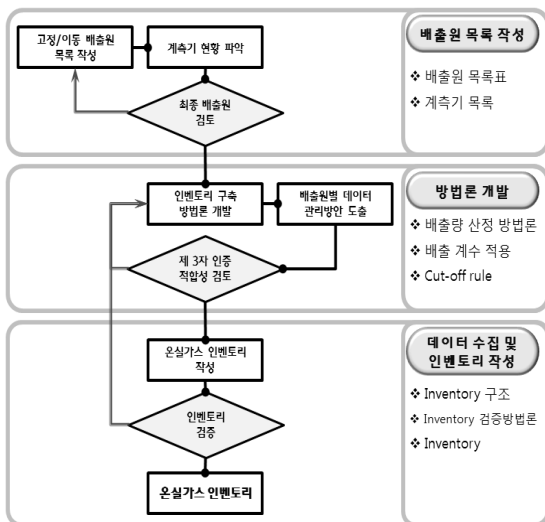 고정/이동 배출원
목록 작성
계측기 현황 파악
최종 배출원
검토
배출원 목록 작성
❖ 배출원 목록표
❖ 계측기 목록
인벤토리 구축
방법론 개발
배출원별 데이터
관리방안 도출
제 3자 인증
적합성 검토
방법론 개발
❖ 배출량 산정 방법론
❖ 배출 계수 적용
❖ Cut-off rule
온실가스 인벤토리
작성
인벤토리
검증
온실가스 인벤토리
데이터 수집 및
인벤토리 작성
❖ Inventory 구조
❖ Inventory 검증방법론
❖ Inventory